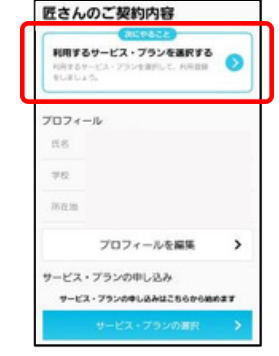 匠さんのご契約内容
次にやること
利用するサービス・プランを選択する
利用するサービス・プランを選択して、利用登録
をしましょう。
プロフィール
氏名
学校
所在地
プロフィールを編集
サービス・プランの申し込み
サービス・プランの申し込みはこちらから始めます
サービス・プランの選択